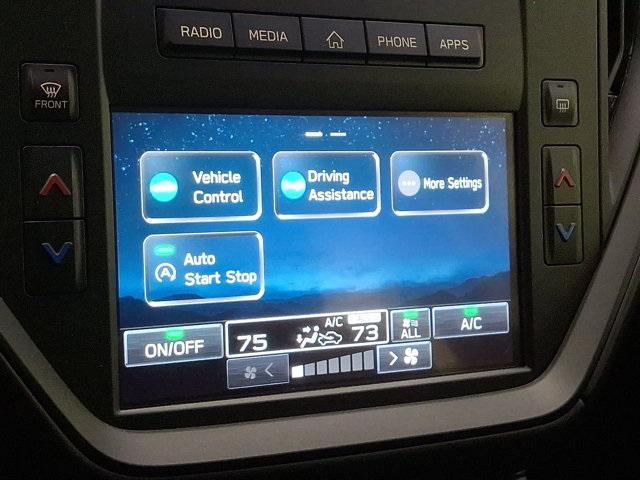 RADIO MEDIA PHONE APPS
FRONT
Vehicle
Control
Driving
Assistance
More Settings
Auto
Start Stop
A
ON/OFF
75
A/C
73
ALL
A/C